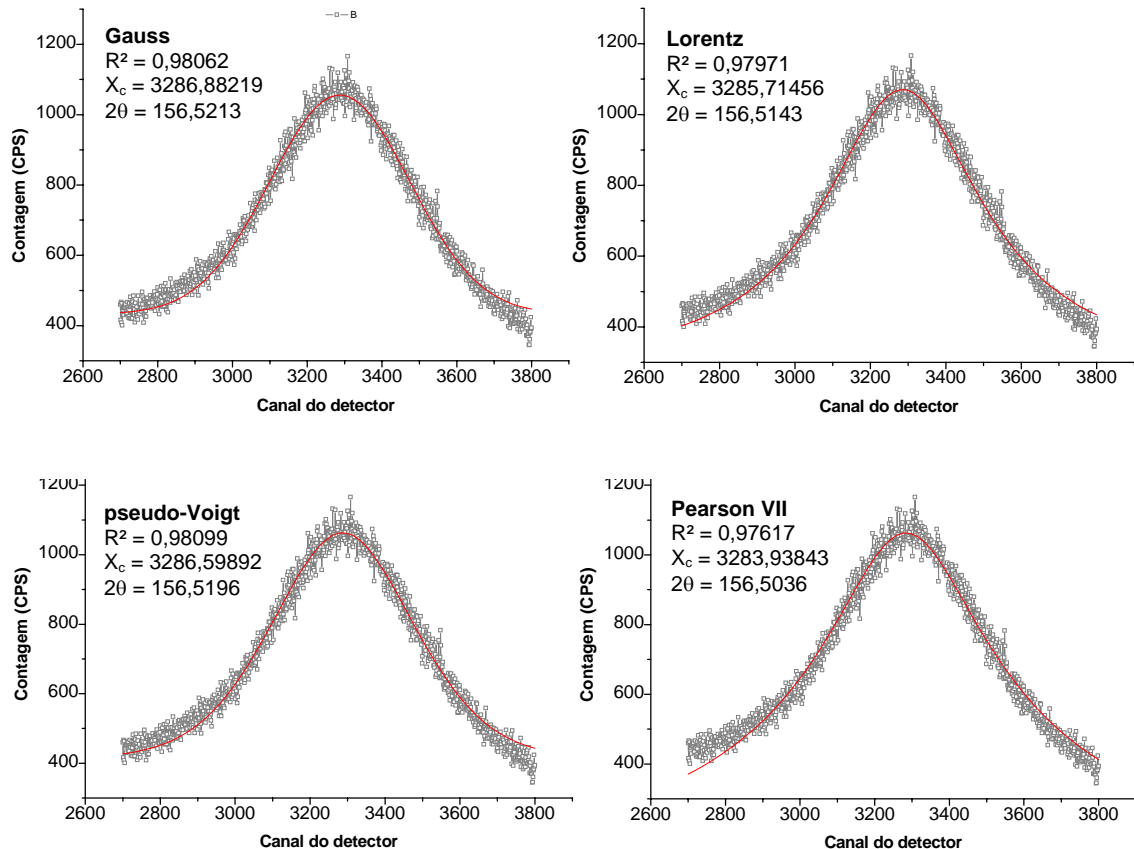 B
Gauss
R² = 0,98062
Xc = 3286,88219
2θ = 156,5213
1200
1000
800
600
400
Contagem (CPS)
2600 2800 3000 3200 3400 3600 3800
Canal do detector
Lorentz
R² = 0,97971
Xc = 3285,71456
2θ = 156,5143
1200
1000
800
600
400
Contagem (CPS)
2600 2800 3000 3200 3400 3600 3800
Canal do detector
pseudo-Voigt
R² = 0,98099
Xc = 3286,59892
2θ = 156,5196
1200
1000
800
600
400
Contagem (CPS)
2600 2800 3000 3200 3400 3600 3800
Canal do detector
Pearson VII
R² = 0,97617
Xc = 3283,93843
2θ = 156,5036
1200
1000
800
600
400
Contagem (CPS)
2600 2800 3000 3200 3400 3600 3800
Canal do detector